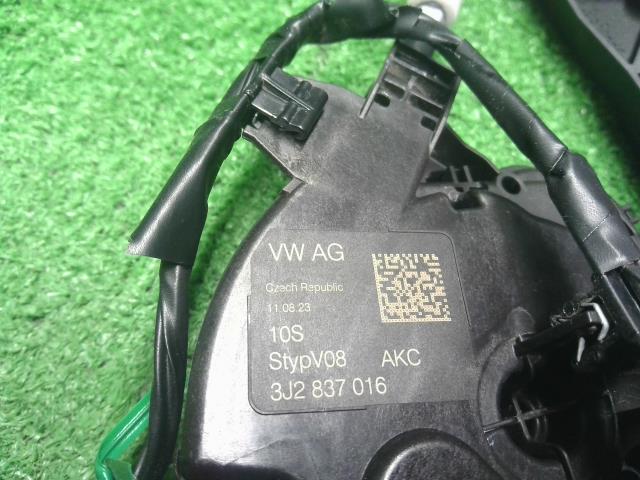 VW AG
Czech Republic
11.08.23
10S
StypV08 AKC
3J2 837 016